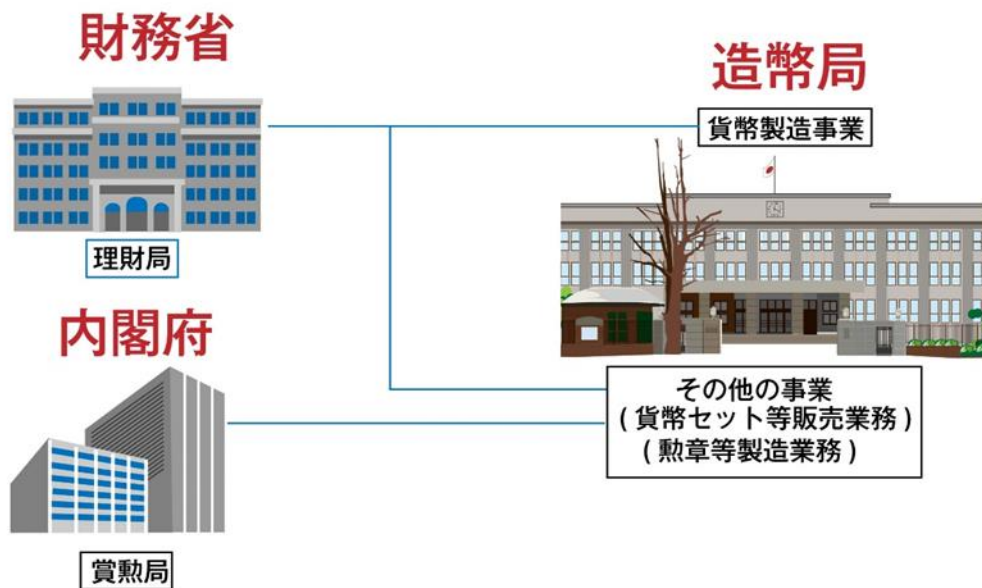 財務省
理財局
内閣府
賞勲局
造幣局
貨幣製造事業
その他の事業
(貨幣セット等販売業務)
(勲章等製造業務)